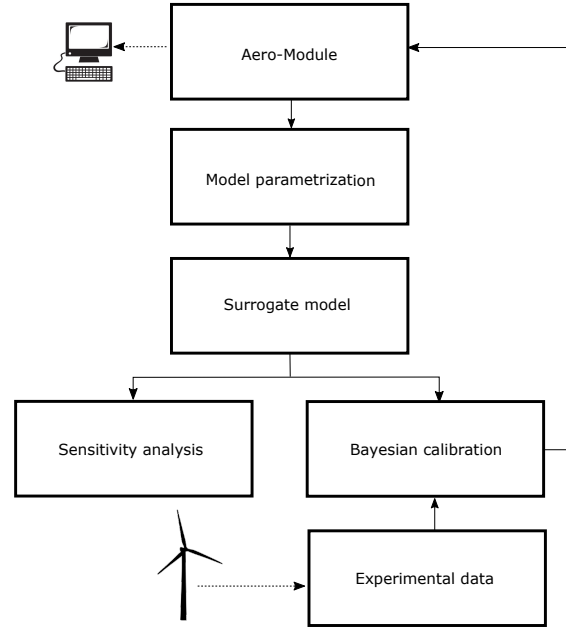 Aero-Module
Model parametrization
Surrogate model
Sensitivity analysis
Bayesian calibration
Experimental data